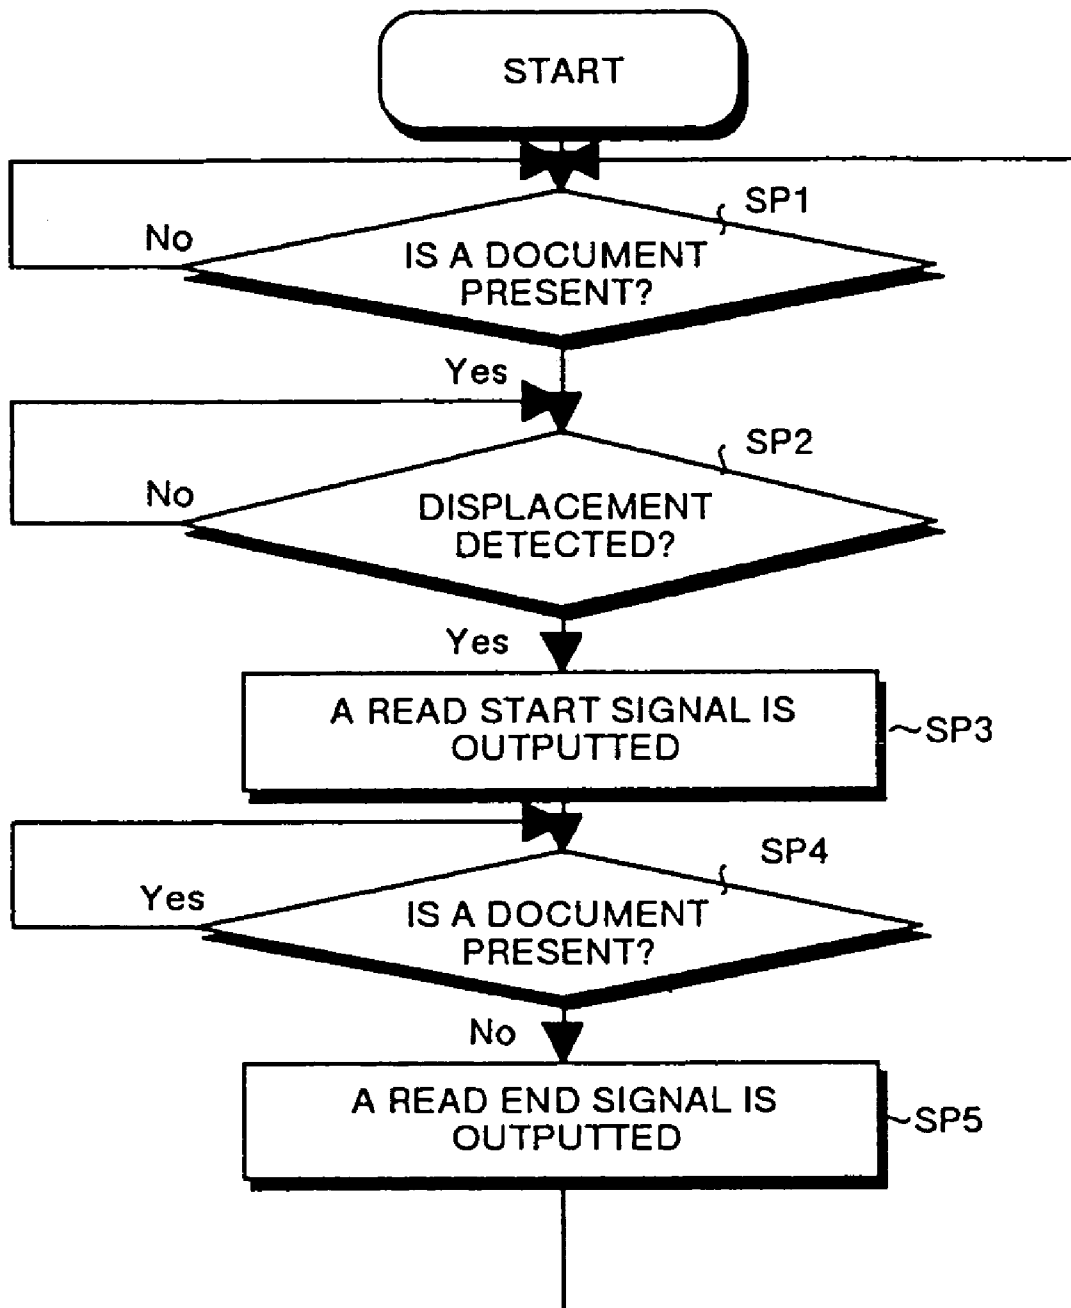 START
SP1
No
IS A DOCUMENT
PRESENT?
Yes
SP2
No
DISPLACEMENT
DETECTED?
Yes
A READ START SIGNAL IS
OUTPUTTED
~SP3
SP4
Yes
IS A DOCUMENT
PRESENT?
No
A READ END SIGNAL IS
OUTPUTTED
~SP5